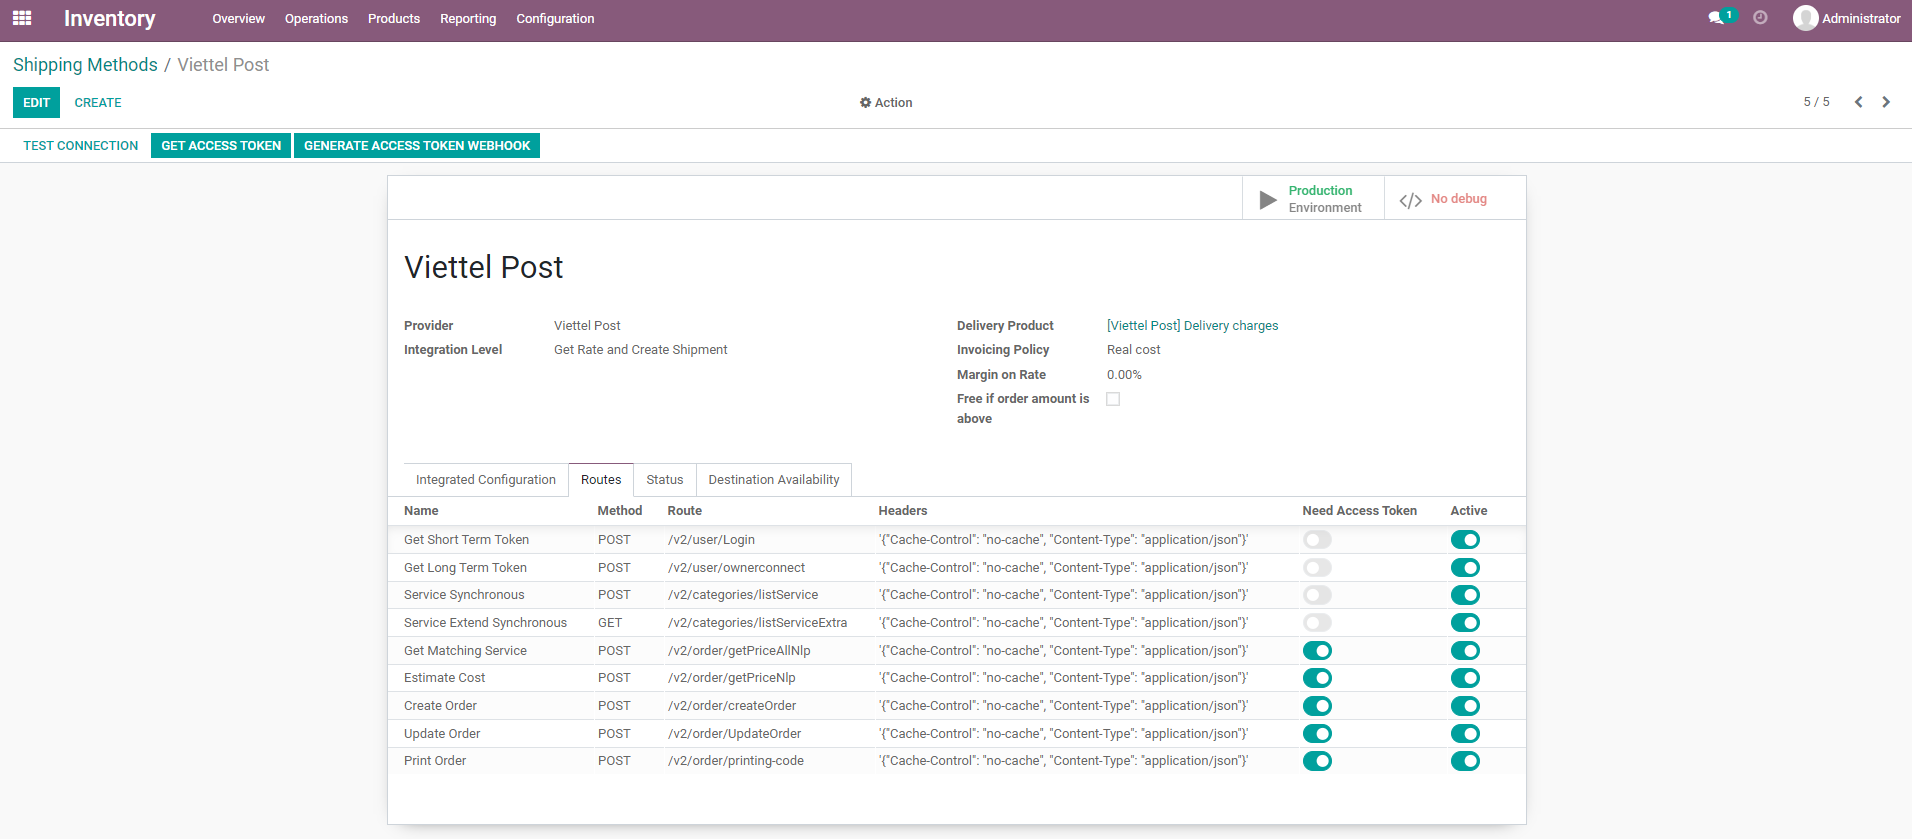 Inventory Overview Operations Products Reporting Configuration 1 Administrator
Shipping Methods / Viettel Post
EDIT CREATE Action 5 / 5
TEST CONNECTION GET ACCESS TOKEN GENERATE ACCESS TOKEN WEBHOOK
Production
Environment
No debug
Viettel Post
Provider Viettel Post
Integration Level Get Rate and Create Shipment
Delivery Product [Viettel Post] Delivery charges
Invoicing Policy Real cost
Margin on Rate 0.00%
Free if order amount is
above
Integrated Configuration Routes Status Destination Availability
Name Method Route Headers Need Access Token Active
Get Short Term Token POST /v2/user/Login '{"Cache-Control": "no-cache", "Content-Type": "application/json"}'
Get Long Term Token POST /v2/user/ownerconnect '{"Cache-Control": "no-cache", "Content-Type": "application/json"}'
Service Synchronous POST /v2/categories/listService '{"Cache-Control": "no-cache", "Content-Type": "application/json"}'
Service Extend Synchronous GET /v2/categories/listServiceExtra '{"Cache-Control": "no-cache", "Content-Type": "application/json"}'
Get Matching Service POST /v2/order/getPriceAllNlp '{"Cache-Control": "no-cache", "Content-Type": "application/json"}'
Estimate Cost POST /v2/order/getPriceNlp '{"Cache-Control": "no-cache", "Content-Type": "application/json"}'
Create Order POST /v2/order/createOrder '{"Cache-Control": "no-cache", "Content-Type": "application/json"}'
Update Order POST /v2/order/UpdateOrder '{"Cache-Control": "no-cache", "Content-Type": "application/json"}'
Print Order POST /v2/order/printing-code '{"Cache-Control": "no-cache", "Content-Type": "application/json"}'